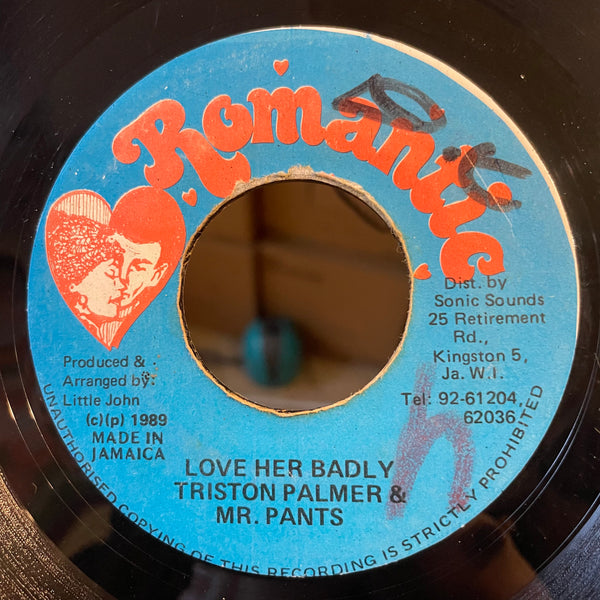 Romantic
Dist. by
Sonic Sounds
25 Retirement
Rd.,
Kingston 5,
Ja. W.I.
Tel: 92-61204,
62036
Produced &
Arranged by:
Little John
(c)(p) 1989
MADE IN
JAMAICA
LOVE HER BADLY
TRISTON PALMER &
MR. PANTS
UNAUTHORISED COPYING OF THIS RECORDING IS STRICTLY PROHIBITED